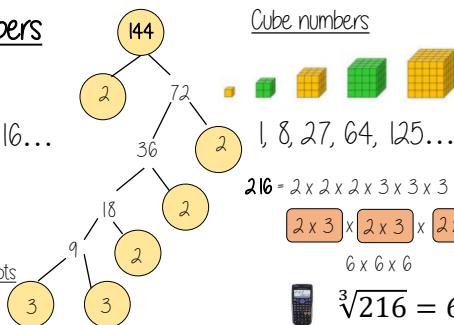 bers
144
2
72
16...
36
2
18
2
9
2
ots
3
3
Cube numbers
1, 8, 27, 64, 125...
216 = 2 x 2 x 2 x 3 x 3 x 3
2 x 3 x 2 x 3 x 2
6 x 6 x 6
∛216 = 6